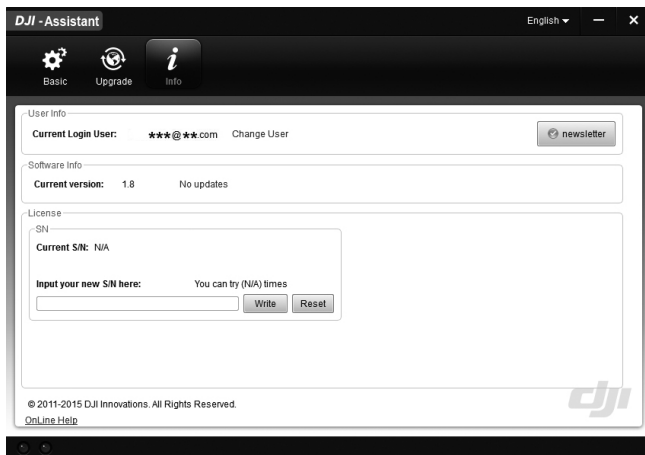 DJI - Assistant English
Basic Upgrade Info
User Info
Current Login User: ***@**.com Change User newsletter
Software Info
Current version: 1.8 No updates
License
SN
Current S/N: N/A
Input your new S/N here: You can try (N/A) times
Write Reset
© 2011-2015 DJI Innovations. All Rights Reserved.
dji
OnLine Help